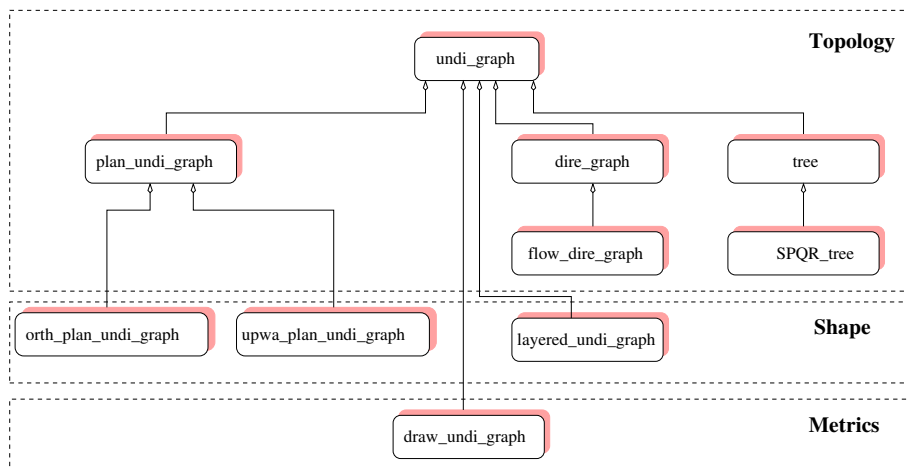 Topology
undi_graph
plan_undi_graph
dire_graph
tree
flow_dire_graph
SPQR_tree
Shape
orth_plan_undi_graph
upwa_plan_undi_graph
layered_undi_graph
Metrics
draw_undi_graph